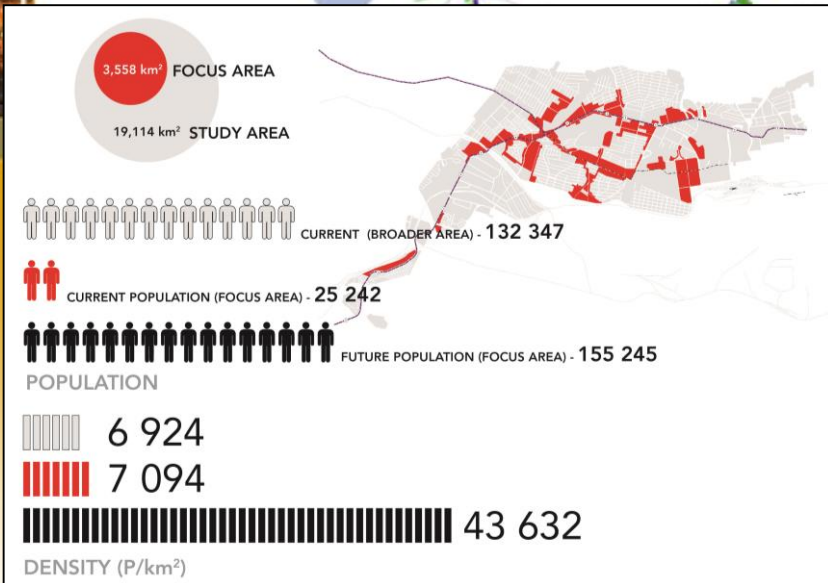 3,558 km² FOCUS AREA
19,114 km² STUDY AREA
CURRENT (BROADER AREA) - 132 347
CURRENT POPULATION (FOCUS AREA) - 25 242
FUTURE POPULATION (FOCUS AREA) - 155 245
POPULATION
6 924
7 094
43 632
DENSITY (P/km²)